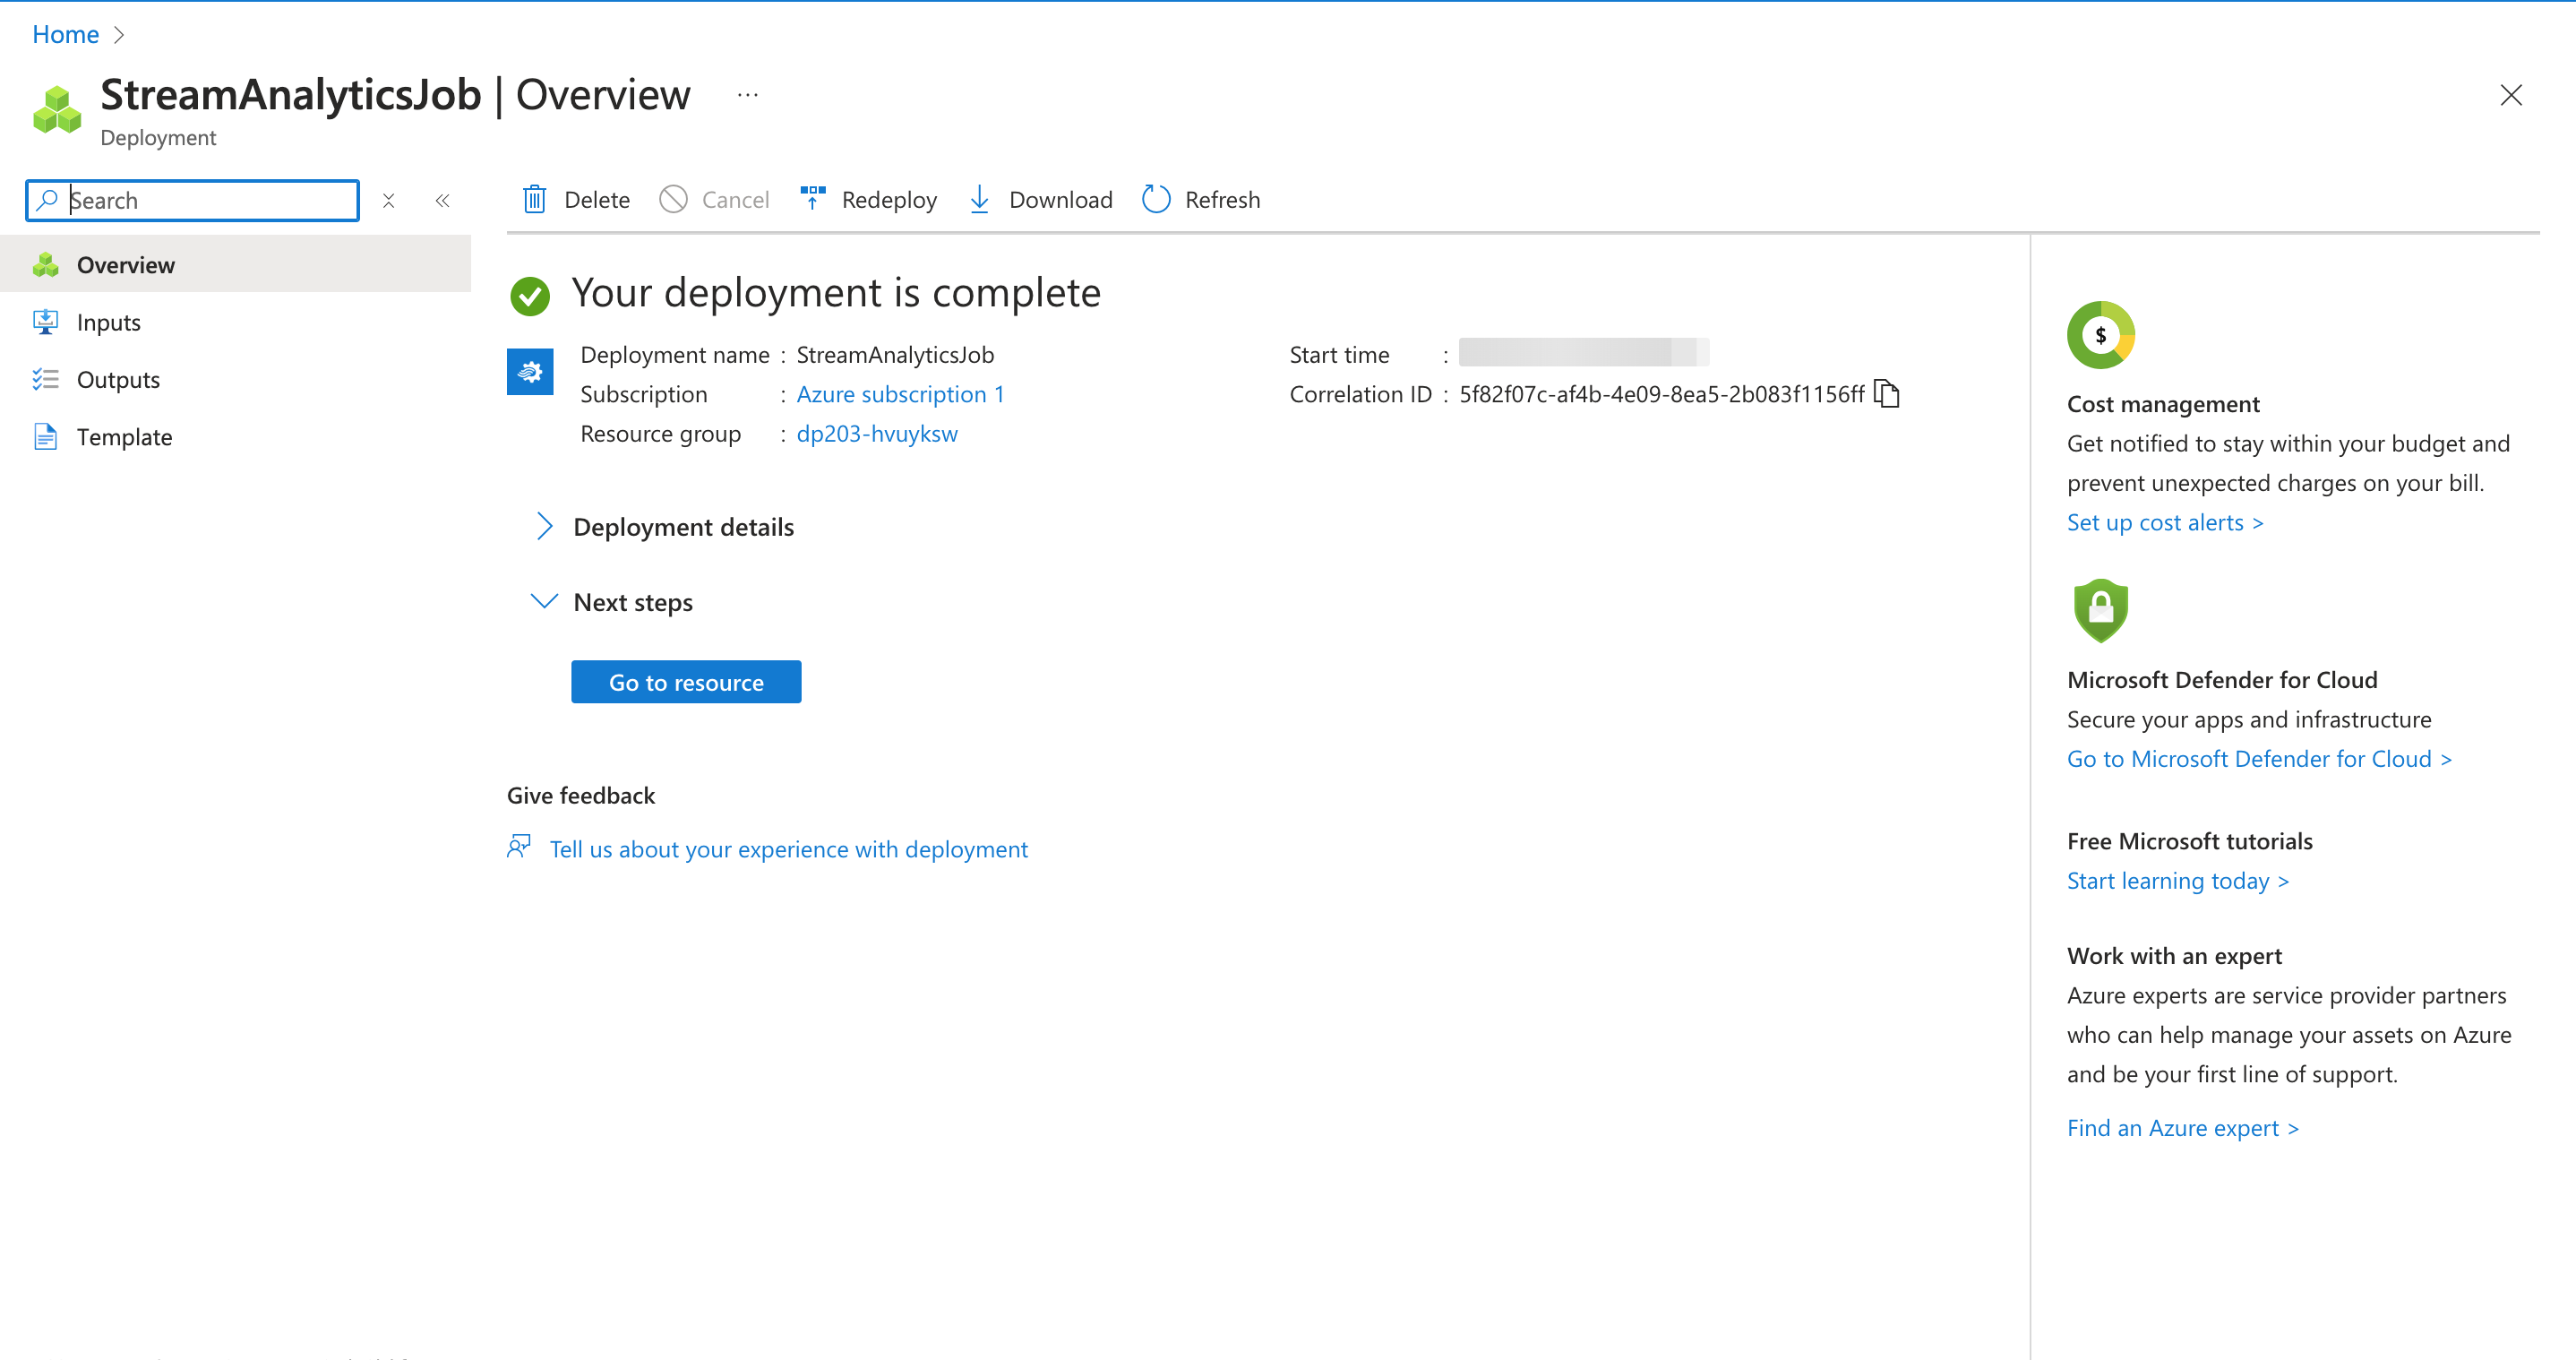 Home
StreamAnalyticsJob | Overview ...
Deployment
Search
Delete Cancel Redeploy Download Refresh
Overview
Inputs
Outputs
Template
Your deployment is complete
Deployment name : StreamAnalyticsJob
Subscription : Azure subscription 1
Resource group : dp203-hvuyksw
Start time :
Correlation ID : 5f82f07c-af4b-4e09-8ea5-2b083f1156ff
Deployment details
Next steps
Go to resource
Give feedback
Tell us about your experience with deployment
$
Cost management
Get notified to stay within your budget and
prevent unexpected charges on your bill.
Set up cost alerts >
Microsoft Defender for Cloud
Secure your apps and infrastructure
Go to Microsoft Defender for Cloud >
Free Microsoft tutorials
Start learning today >
Work with an expert
Azure experts are service provider partners
who can help manage your assets on Azure
and be your first line of support.
Find an Azure expert >